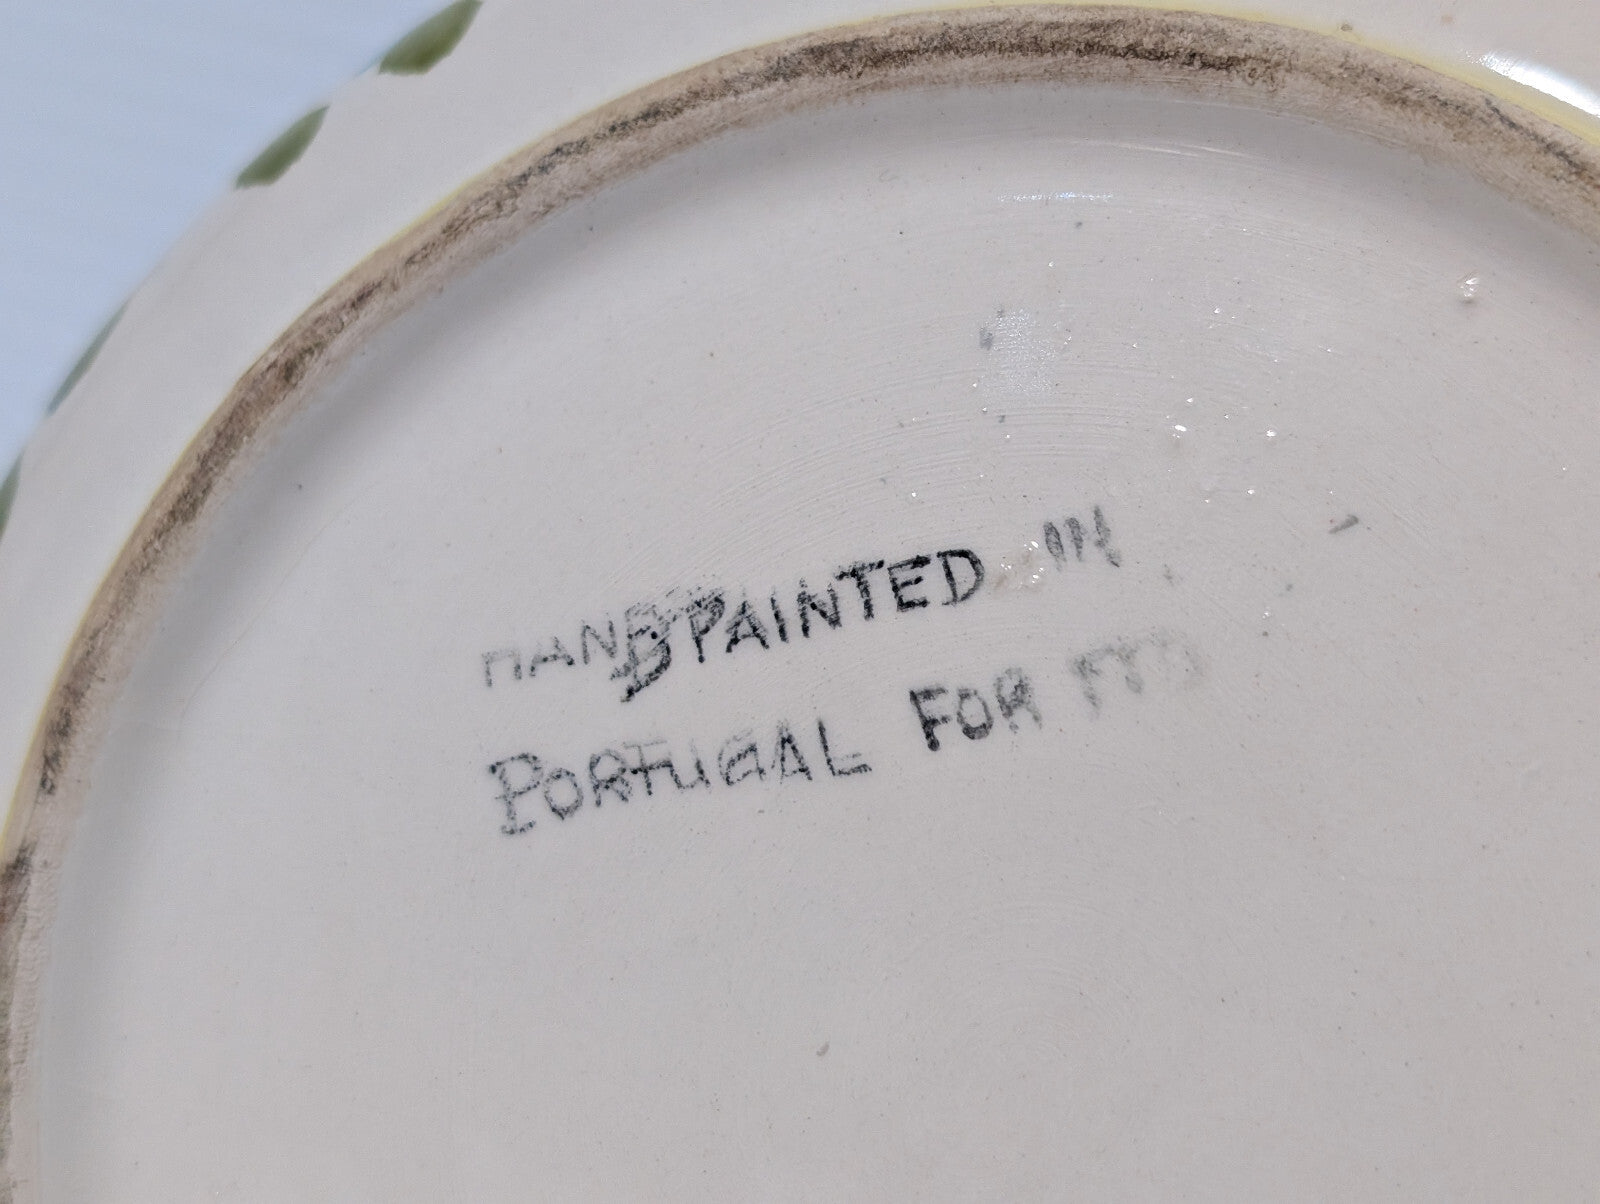 HAND PAINTED IN
PORTUGAL FOR